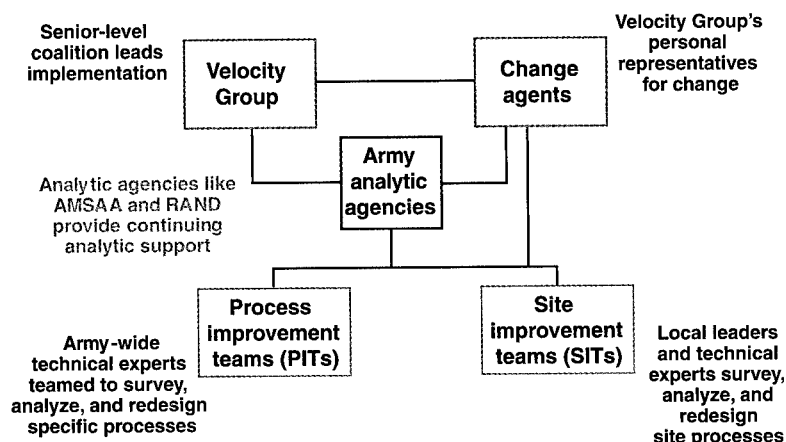 Senior-level
coalition leads
implementation
Velocity
Group
Change
agents
Velocity Group's
personal
representatives
for change
Army
analytic
agencies
Analytic agencies like
AMSAA and RAND
provide continuing
analytic support
Process
improvement
teams (PITs)
Site
improvement
teams (SITs)
Army-wide
technical experts
teamed to survey,
analyze, and redesign
specific processes
Local leaders
and technical
experts survey,
analyze, and
redesign
site processes